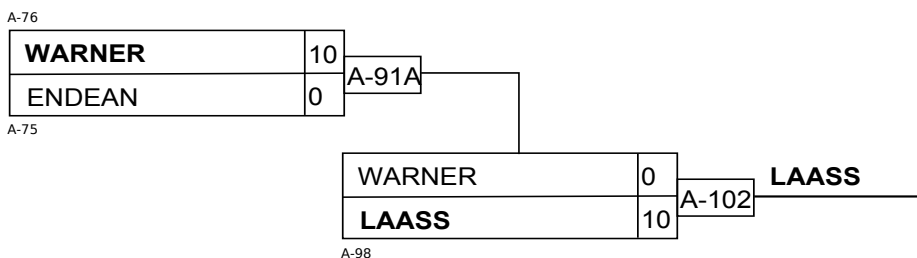 A-76
WARNER 10
A-91A
ENDEAN 0
A-75
WARNER 0
A-102
LAASS
LAASS 10
A-98